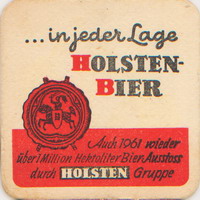 ...in jeder Lage
HOLSTEN-
BIER
Auch 1961 wieder
über 1 Million Hektoliter Bier-Ausstoss
durch HOLSTEN Gruppe